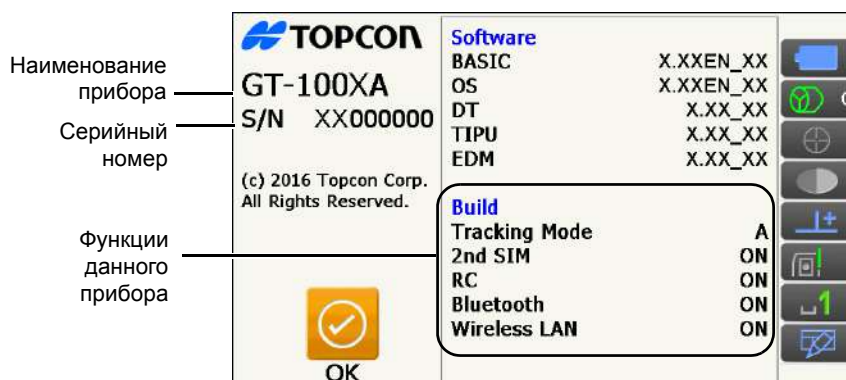 Наименование
прибора
Серийный
номер
Функции
данного
прибора
TOPCON
GT-100XA
S/N XX000000
(c) 2016 Topcon Corp.
All Rights Reserved.
OK
Software
BASIC X.XXEN_XX
OS X.XXEN_XX
DT X.XX_XX
TIPU X.XX_XX
EDM X.XX_XX
Build
Tracking Mode A
2nd SIM ON
RC ON
Bluetooth ON
Wireless LAN ON
1